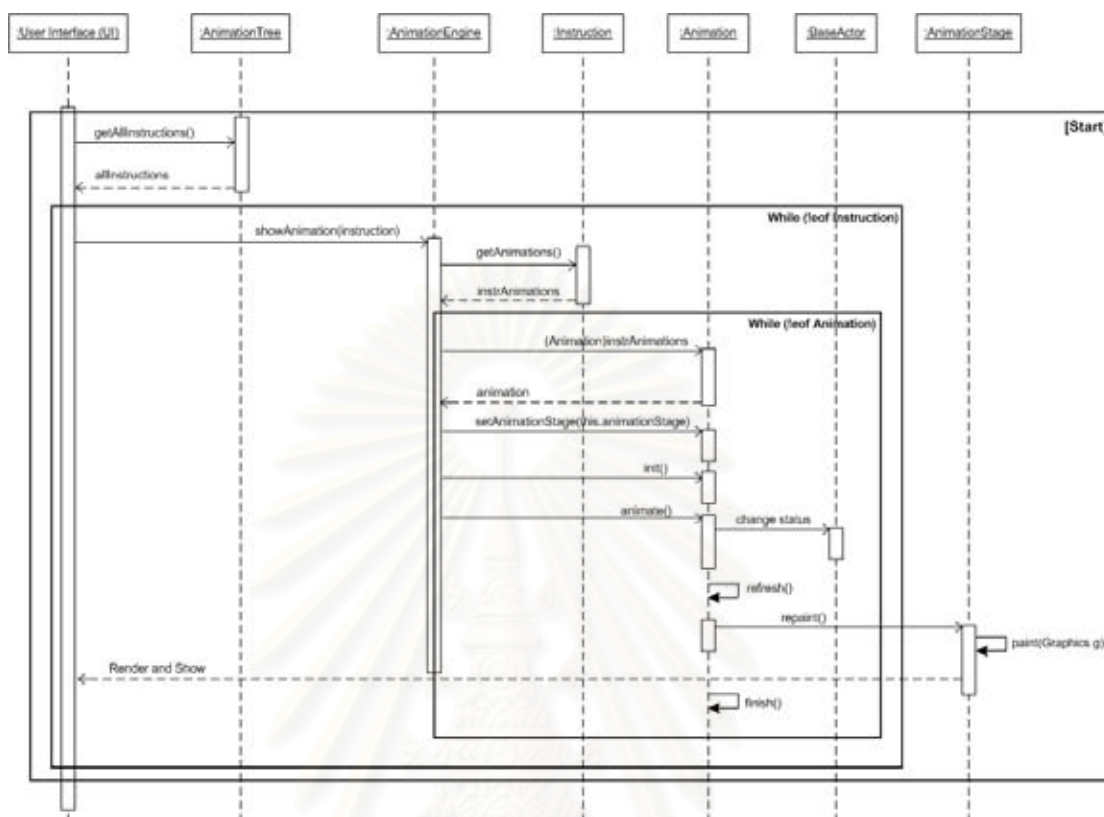 :User Interface (UI)
:AnimationTree
:AnimationEngine
:Instruction
:Animation
:BaseActor
:AnimationStage
[Start]
getAllInstructions()
allInstructions
While (!eof Instruction)
showAnimation(instruction)
getAnimations()
instrAnimations
While (!eof Animation)
(Animation)instrAnimations
animation
setAnimationStage(this.animationStage)
init()
animate()
change status
refresh()
repaint()
paint(Graphics g)
Render and Show
finish()